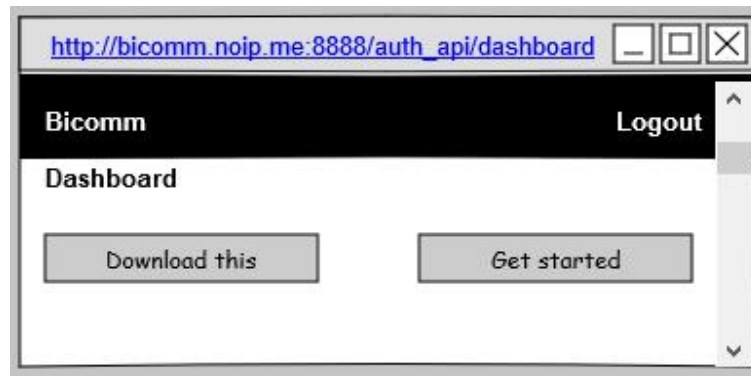 http://bicomm.noip.me:8888/auth_api/dashboard
Bicomm Logout
Dashboard
Download this Get started